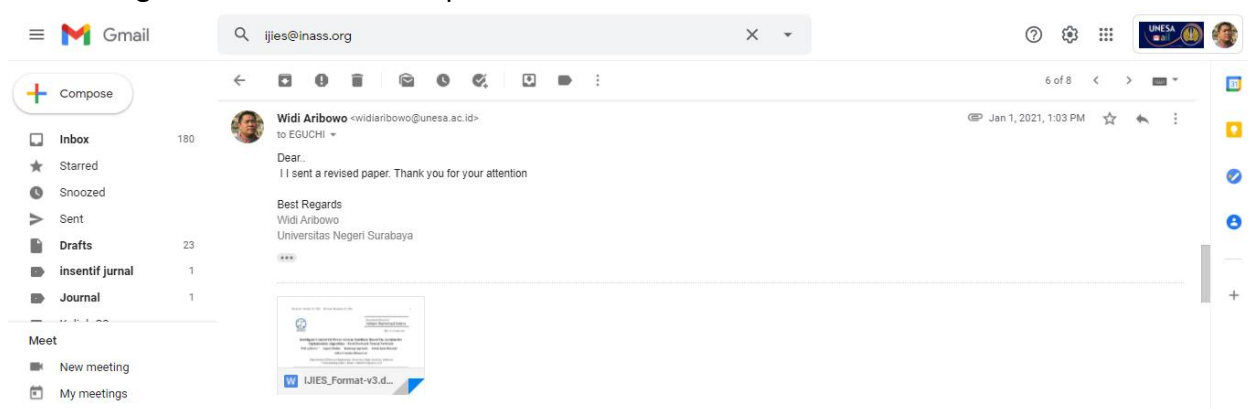 Gmail
ijies@inass.org
UNESA
Compose
6 of 8
Inbox 180
Starred
Snoozed
Sent
Drafts 23
insentif jurnal 1
Journal 1
Meet
New meeting
My meetings
Widi Aribowo <widiaribowo@unesa.ac.id>
Jan 1, 2021, 1:03 PM
to EGUCHI
Dear..
I I sent a revised paper. Thank you for your attention
Best Regards
Widi Aribowo
Universitas Negeri Surabaya
W IJIES_Format-v3.d...
31